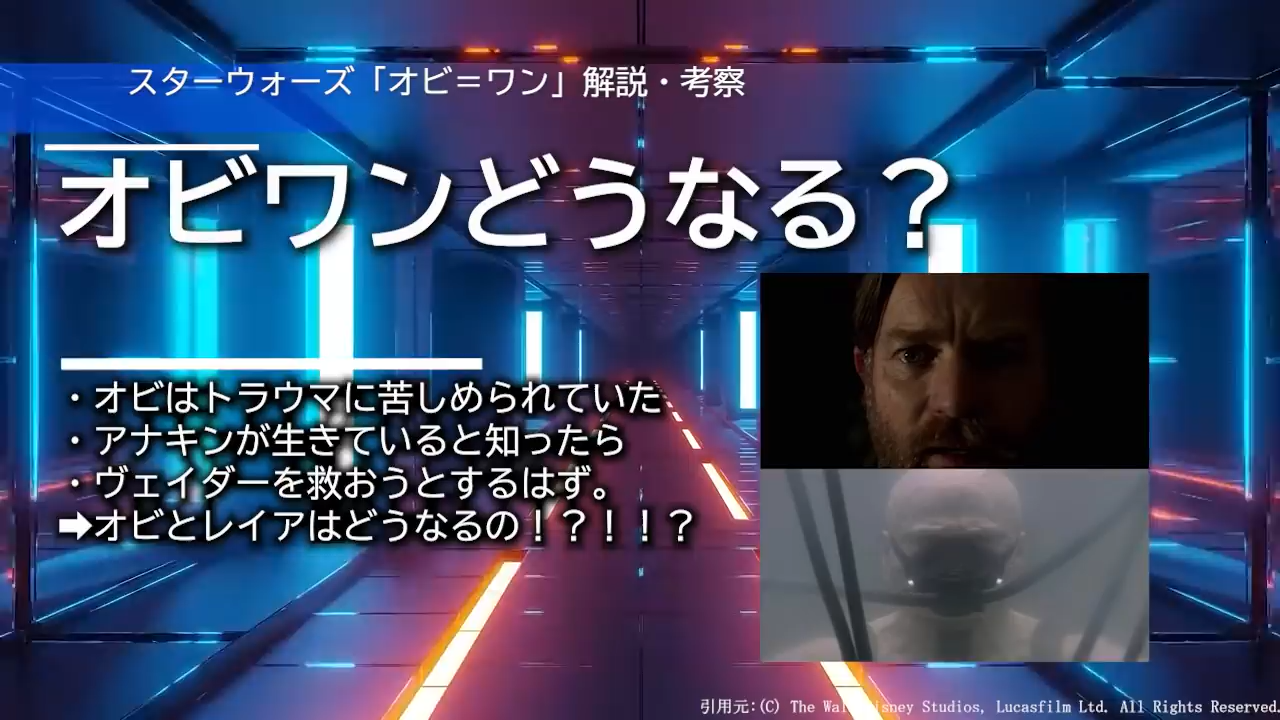 スターウォーズ「オビ＝ワン」解説・考察
オビワンどうなる？
・オビはトラウマに苦しめられていた
・アナキンが生きていると知ったら
・ヴェイダーを救おうとするはず。
➡オビとレイアはどうなるの！？！！？
引用元:(C) The Walt Disney Studios, Lucasfilm Ltd. All Rights Reserved.